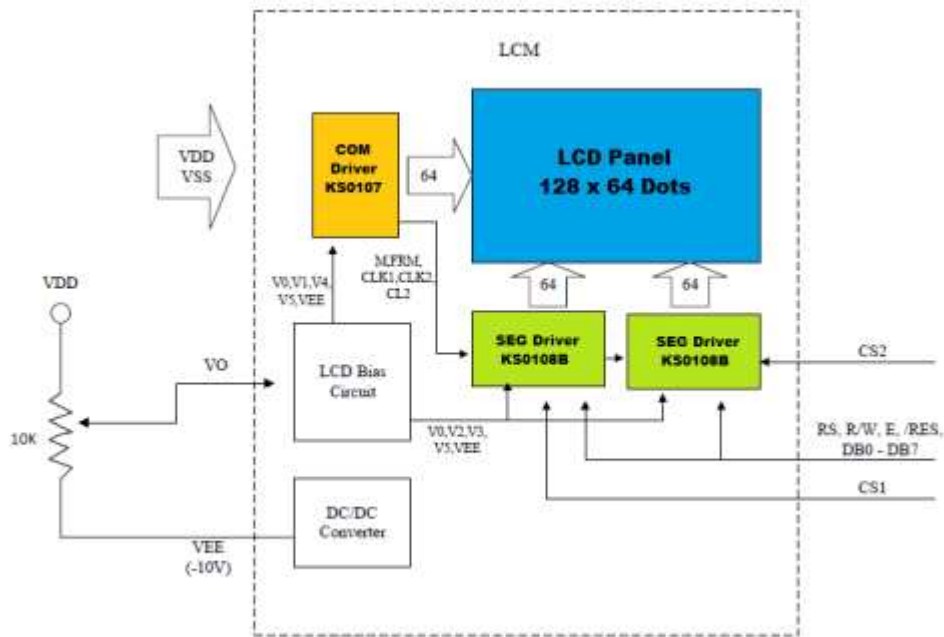 LCM
COM
Driver
KS0107
64
LCD Panel
128 x 64 Dots
VDD
VSS
M,FRM,
CLK1,CLK2,
CL2
V0,V1,V4,
V5,VEE
64
64
VDD
SEG Driver
KS0108B
SEG Driver
KS0108B
CS2
VO
LCD Bias
Circuit
10K
V0,V2,V3,
V5,VEE
RS, R/W, E, /RES,
DB0 - DB7
CS1
DC/DC
Converter
VEE
(-10V)